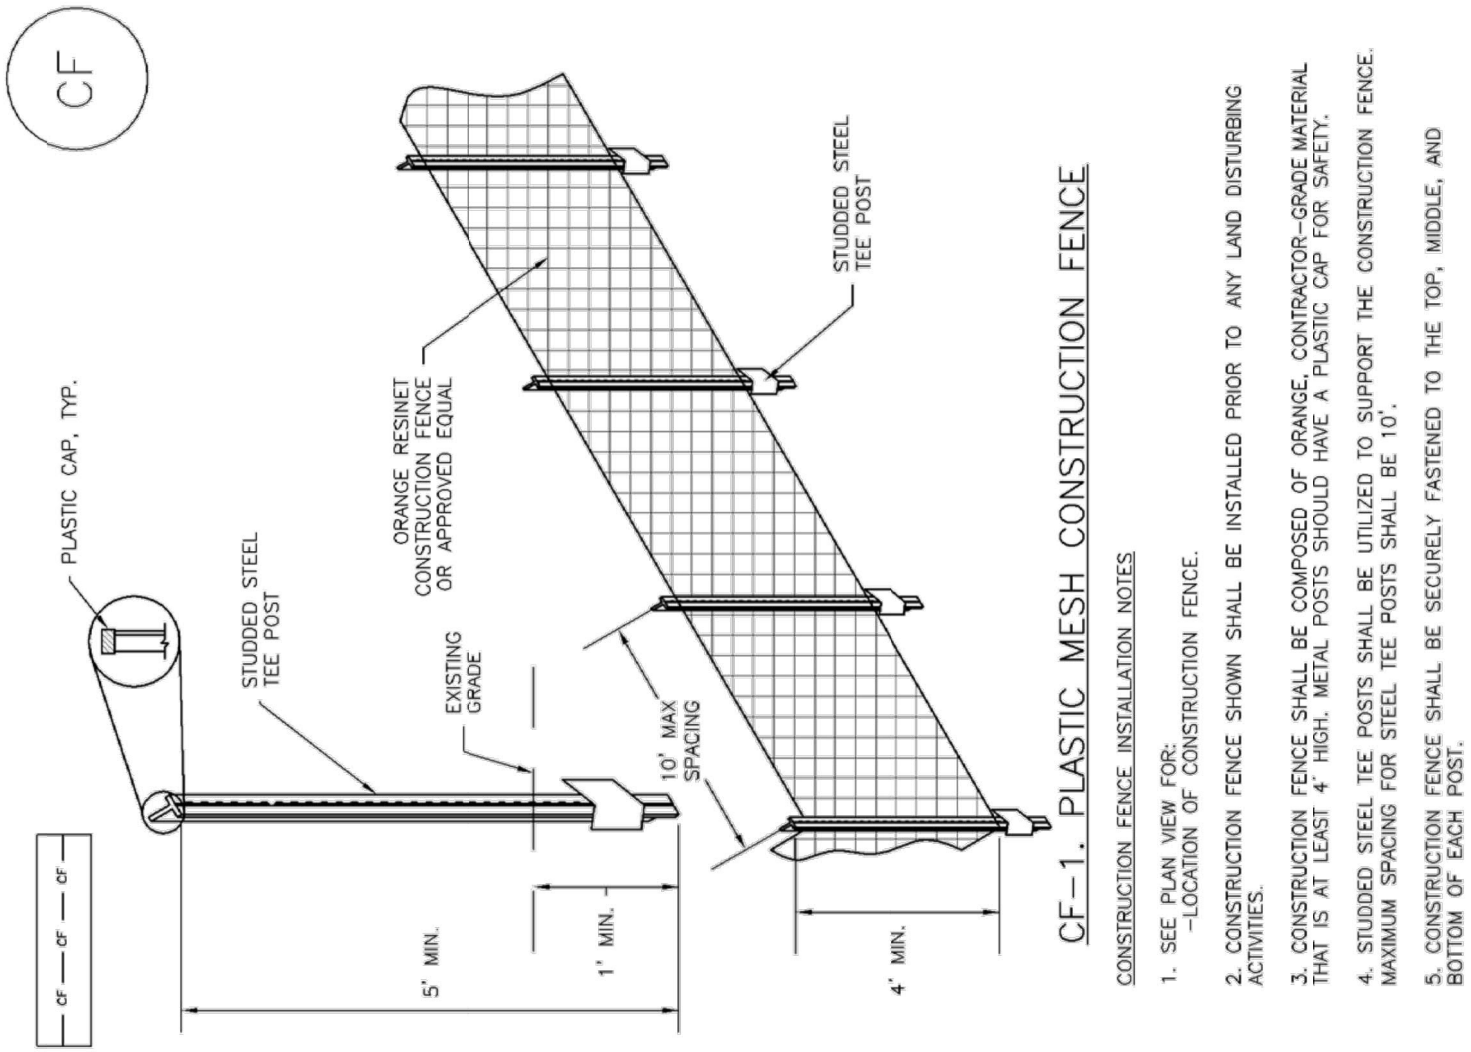 CF
CF CF CF
PLASTIC CAP, TYP.
STUDDED STEEL
TEE POST
EXISTING
GRADE
5' MIN.
1' MIN.
ORANGE RESINET
CONSTRUCTION FENCE
OR APPROVED EQUAL
10' MAX
SPACING
STUDDED STEEL
TEE POST
4' MIN.
CF-1. PLASTIC MESH CONSTRUCTION FENCE
CONSTRUCTION FENCE INSTALLATION NOTES
1. SEE PLAN VIEW FOR:
-LOCATION OF CONSTRUCTION FENCE.
2. CONSTRUCTION FENCE SHOWN SHALL BE INSTALLED PRIOR TO ANY LAND DISTURBING
ACTIVITIES.
3. CONSTRUCTION FENCE SHALL BE COMPOSED OF ORANGE, CONTRACTOR-GRADE MATERIAL
THAT IS AT LEAST 4' HIGH. METAL POSTS SHOULD HAVE A PLASTIC CAP FOR SAFETY.
4. STUDDED STEEL TEE POSTS SHALL BE UTILIZED TO SUPPORT THE CONSTRUCTION FENCE.
MAXIMUM SPACING FOR STEEL TEE POSTS SHALL BE 10'.
5. CONSTRUCTION FENCE SHALL BE SECURELY FASTENED TO THE TOP, MIDDLE, AND
BOTTOM OF EACH POST.